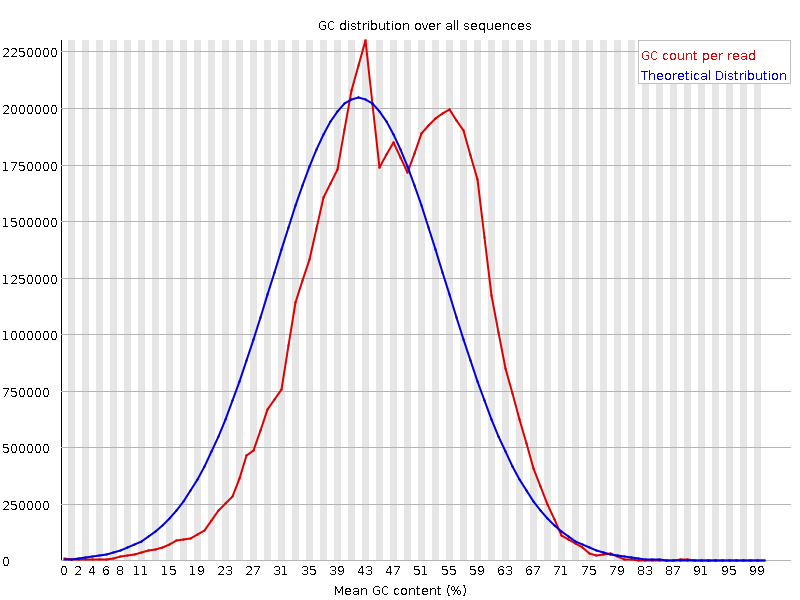 GC distribution over all sequences
GC count per read
Theoretical Distribution
2250000
2000000
1750000
1500000
1250000
1000000
750000
500000
250000
0
0 2 4 6 8 11 15 19 23 27 31 35 39 43 47 51 55 59 63 67 71 75 79 83 87 91 95 99
Mean GC content (%)